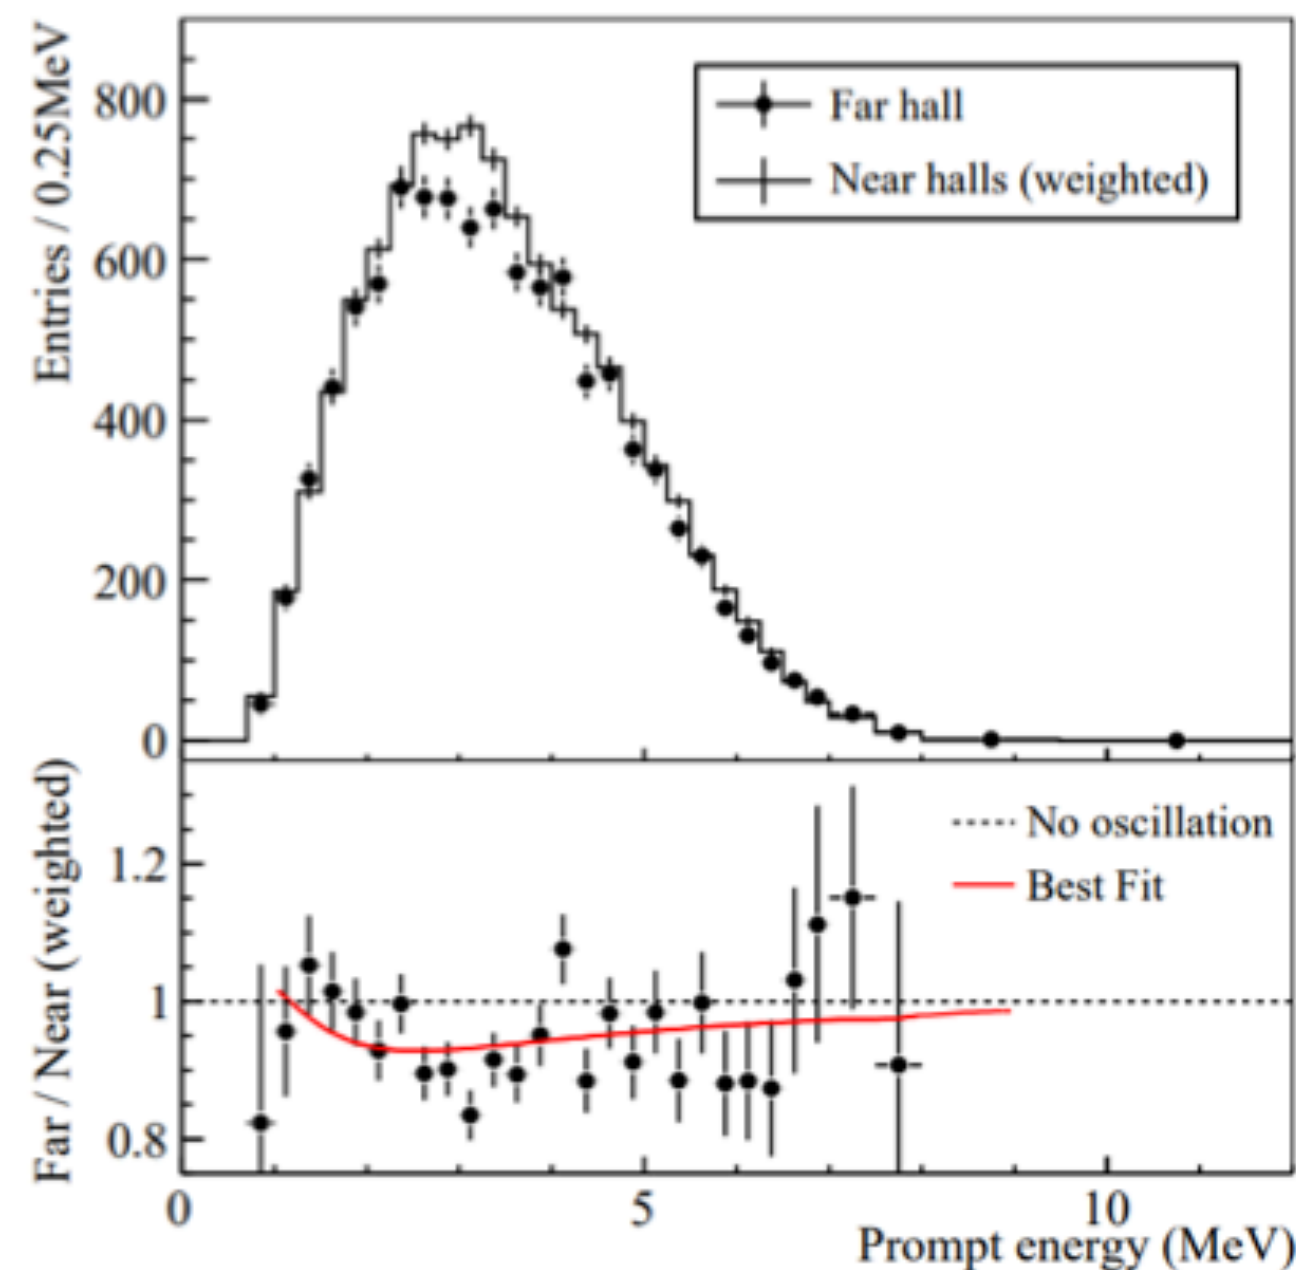 Entries / 0.25MeV
800
600
400
200
0
Far hall
Near halls (weighted)
Far / Near (weighted)
1.2
1
0.8
No oscillation
Best Fit
0
5
10
Prompt energy (MeV)